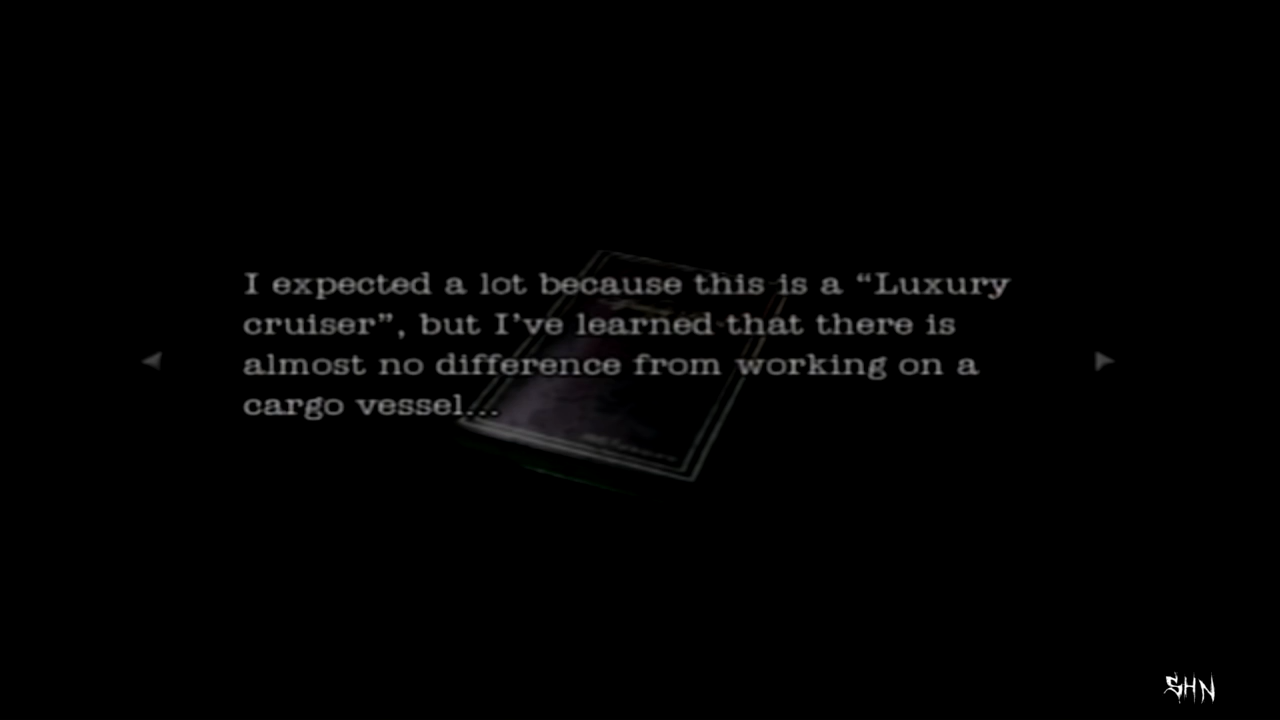 I expected a lot because this is a “Luxury
cruiser”, but I’ve learned that there is
almost no difference from working on a
cargo vessel...
SHN